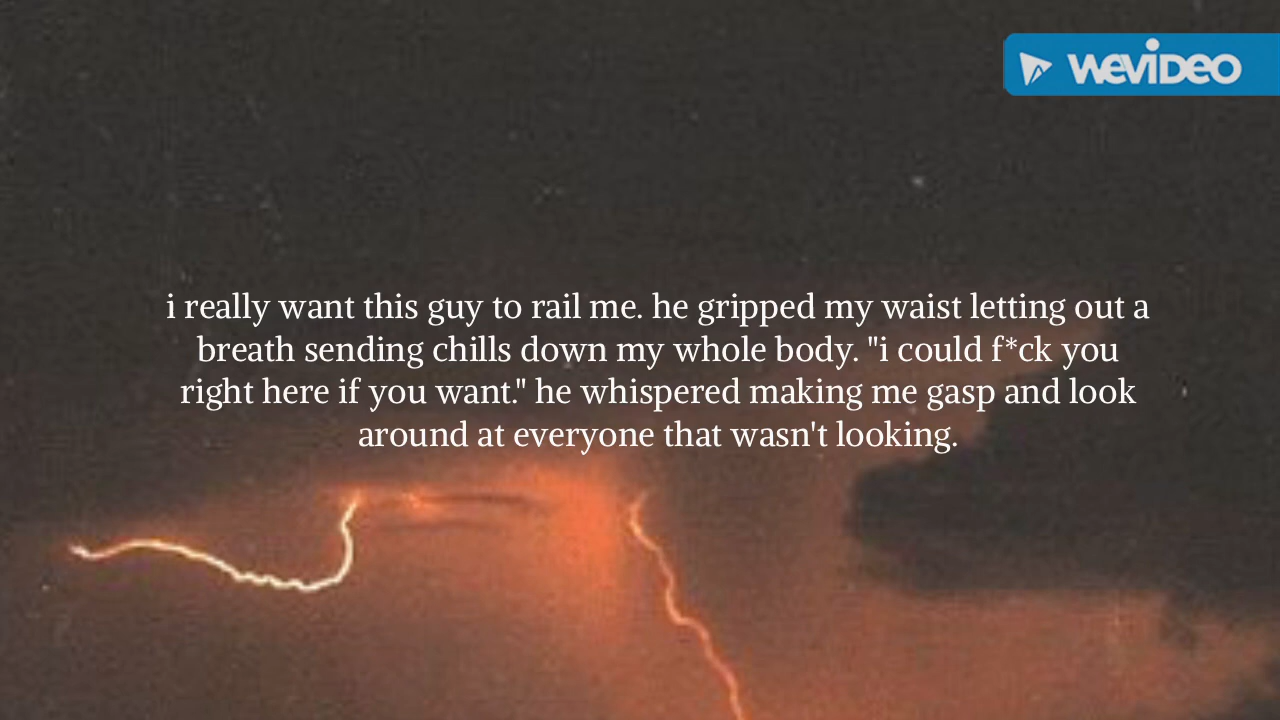 WEVIDEO
i really want this guy to rail me. he gripped my waist letting out a
breath sending chills down my whole body. "i could f*ck you
right here if you want." he whispered making me gasp and look
around at everyone that wasn't looking.